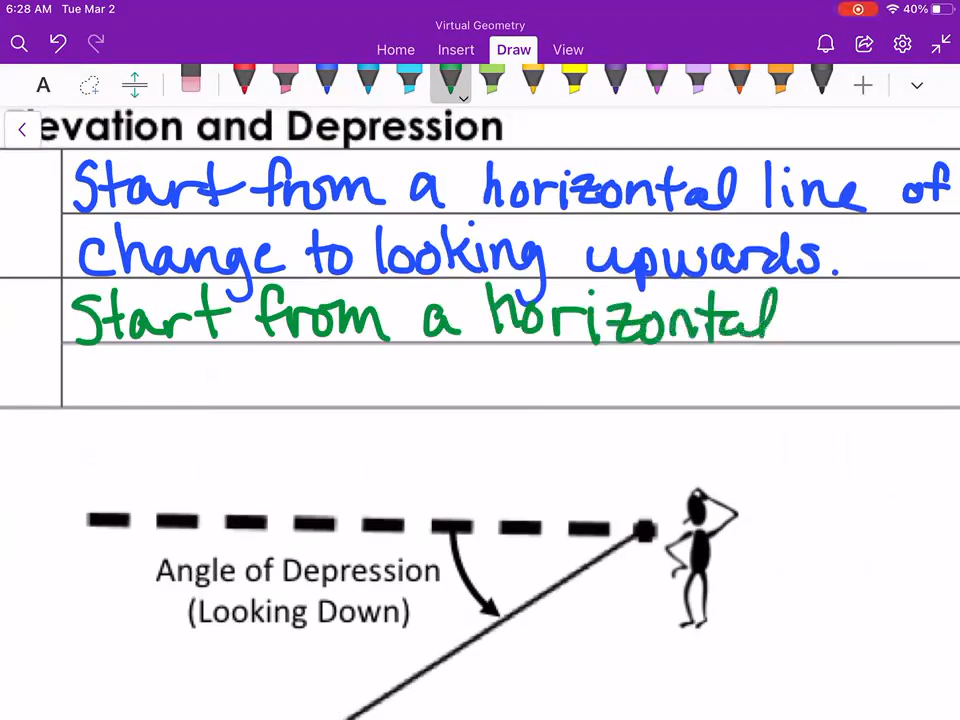 6:28 AM Tue Mar 2
40%
Virtual Geometry
Home Insert Draw View
A
levation and Depression
Start from a horizontal line of
change to looking upwards.
Start from a horizontal
Angle of Depression
(Looking Down)